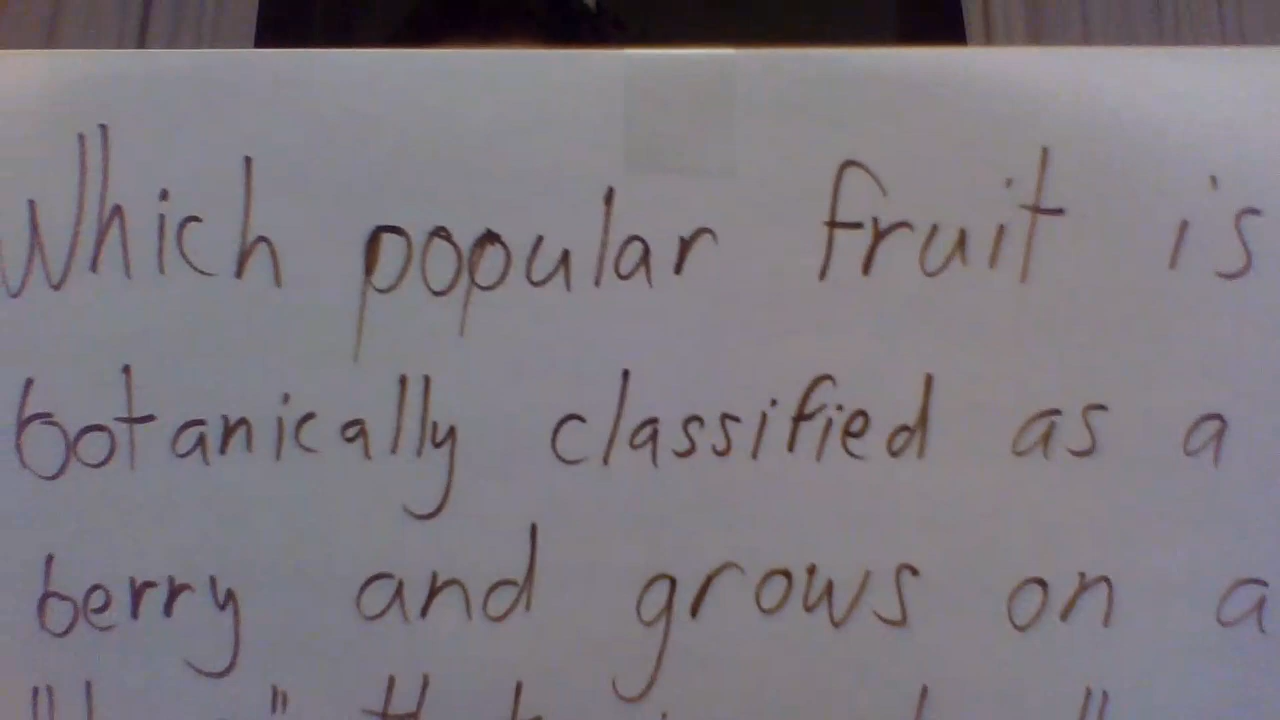 Which popular fruit is
botanically classified as a
berry and grows on a